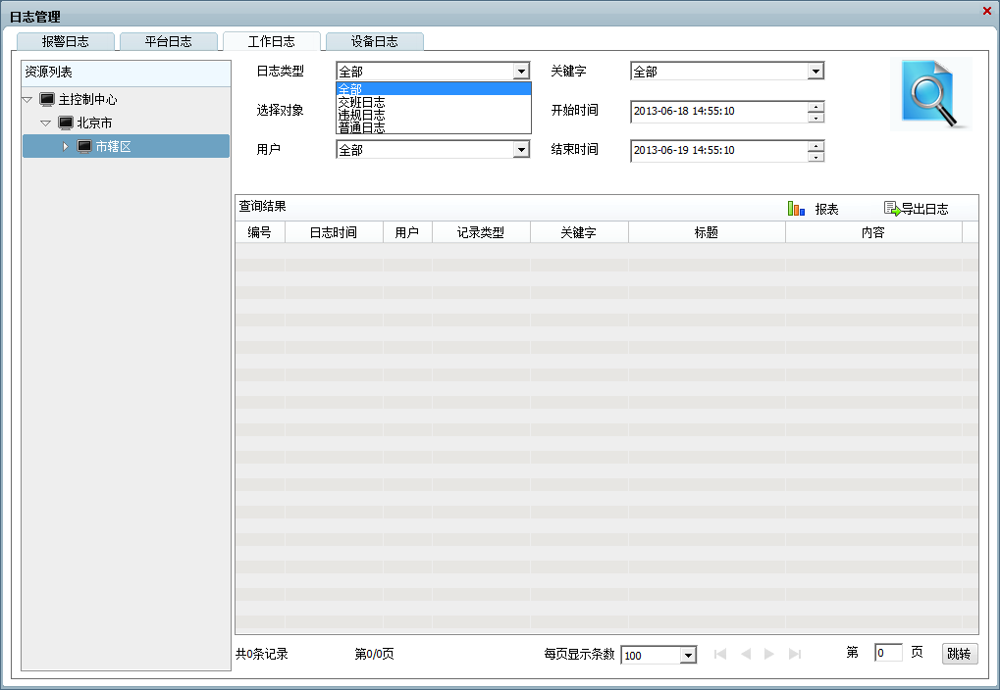 日志管理
报警日志 平台日志 工作日志 设备日志
资源列表
主控制中心
北京市
市辖区
日志类型 全部 关键字 全部
全部
交班日志
违规日志
普通日志
选择对象 开始时间 2013-06-18 14:55:10
用户 全部 结束时间 2013-06-19 14:55:10
查询结果 报表 导出日志
编号 日志时间 用户 记录类型 关键字 标题 内容
共0条记录 第0/0页 每页显示条数 100 第 0 页 跳转